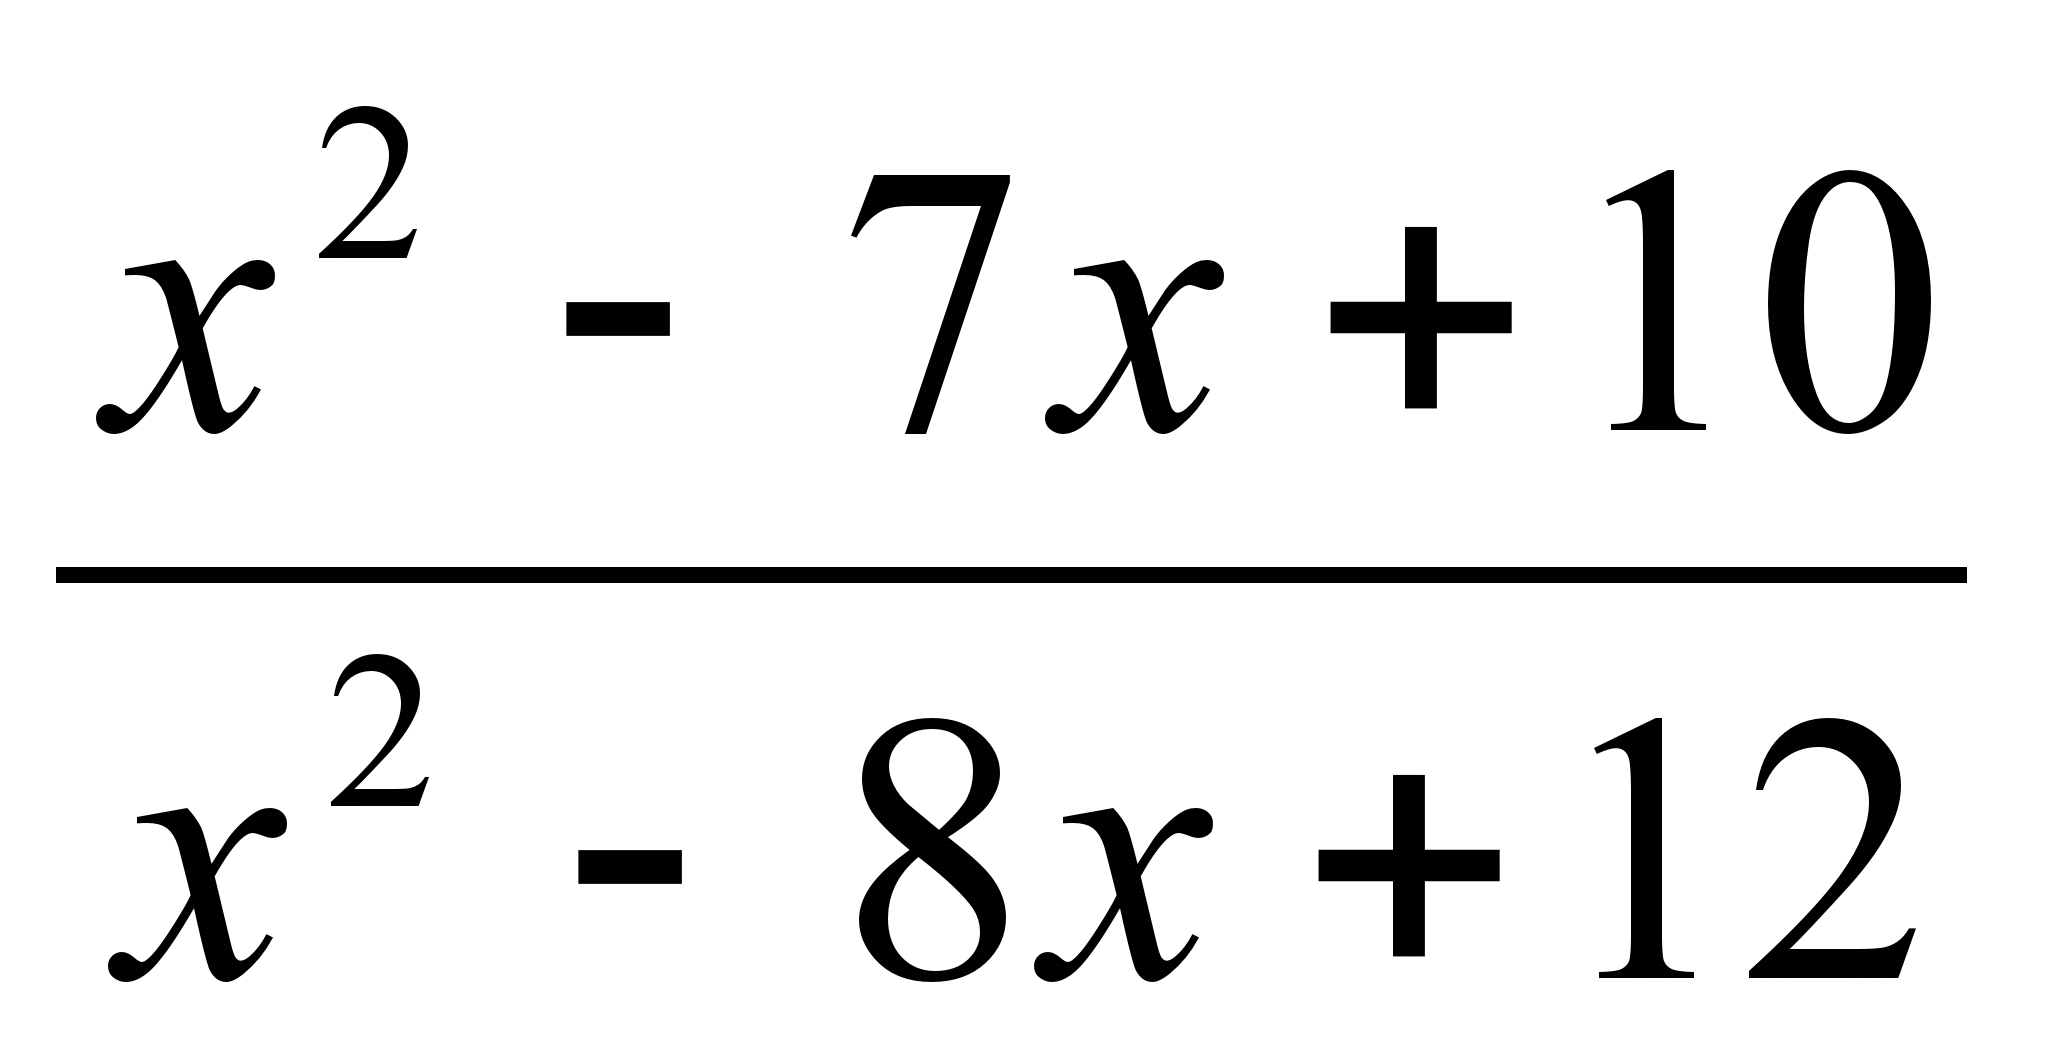 x² - 7x + 10
x² - 8x + 12